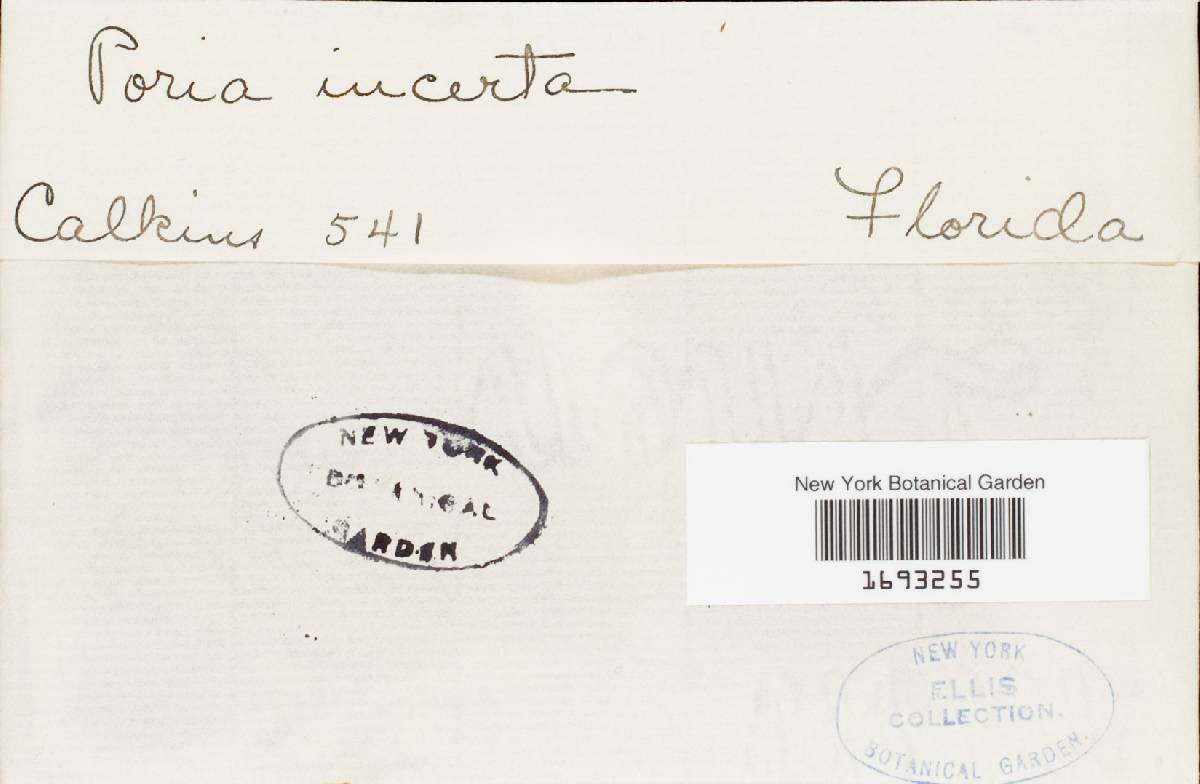 Poria incerta
Calkins 541
Florida
NEW YORK
BOTANICAL
GARDEN
New York Botanical Garden
1693255
NEW YORK
ELLIS
COLLECTION.
BOTANICAL GARDEN.